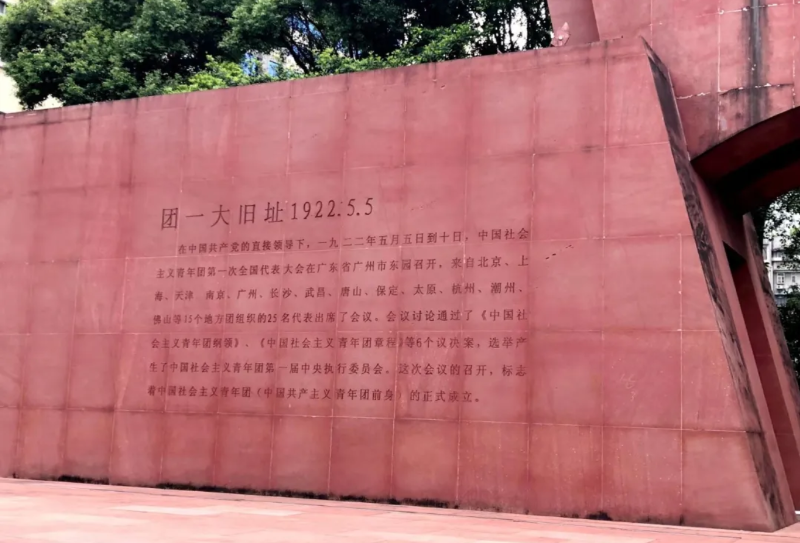 团一大旧址1922.5.5
在中国共产党的直接领导下，一九二二年五月五日到十日，中国社会
主义青年团第一次全国代表大会在广东省广州市东园召开，来自北京、上
海、天津、南京、广州、长沙、武昌、唐山、保定、太原、杭州、潮州、
佛山等15个地方团组织的25名代表出席了会议。会议讨论通过了《中国社
会主义青年团纲领》、《中国社会主义青年团章程》等6个议决案，选举产
生了中国社会主义青年团第一届中央执行委员会。这次会议的召开，标志
着中国社会主义青年团（中国共产主义青年团前身）的正式成立。